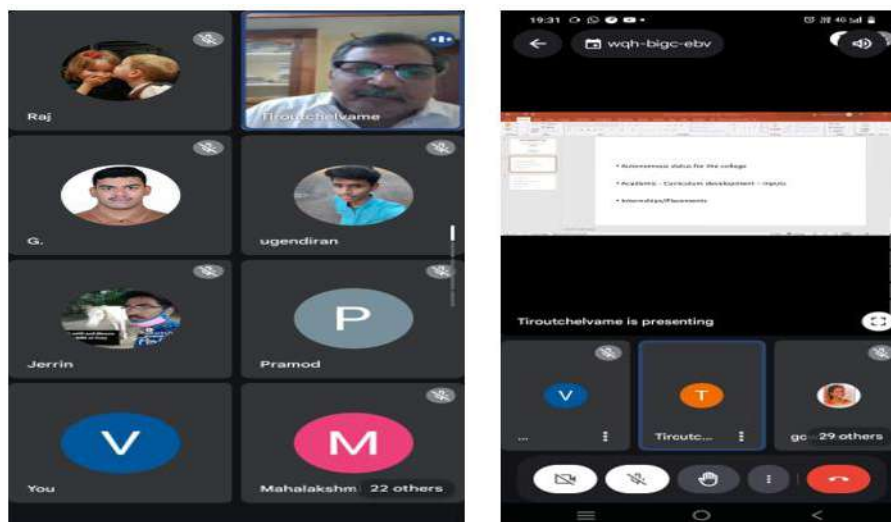 Raj
Tiroutchelvame
G.
ugendiran
Jerrin
P
Pramod
V
You
M
Mahalakshm 22 others
19:31
wqh-bigc-ebv
• Autonomous status for the college
• Academic - Curriculum development - Inputs
• Internships/Placements
Tiroutchelvame is presenting
V
...
T
Tiroutc...
29 others